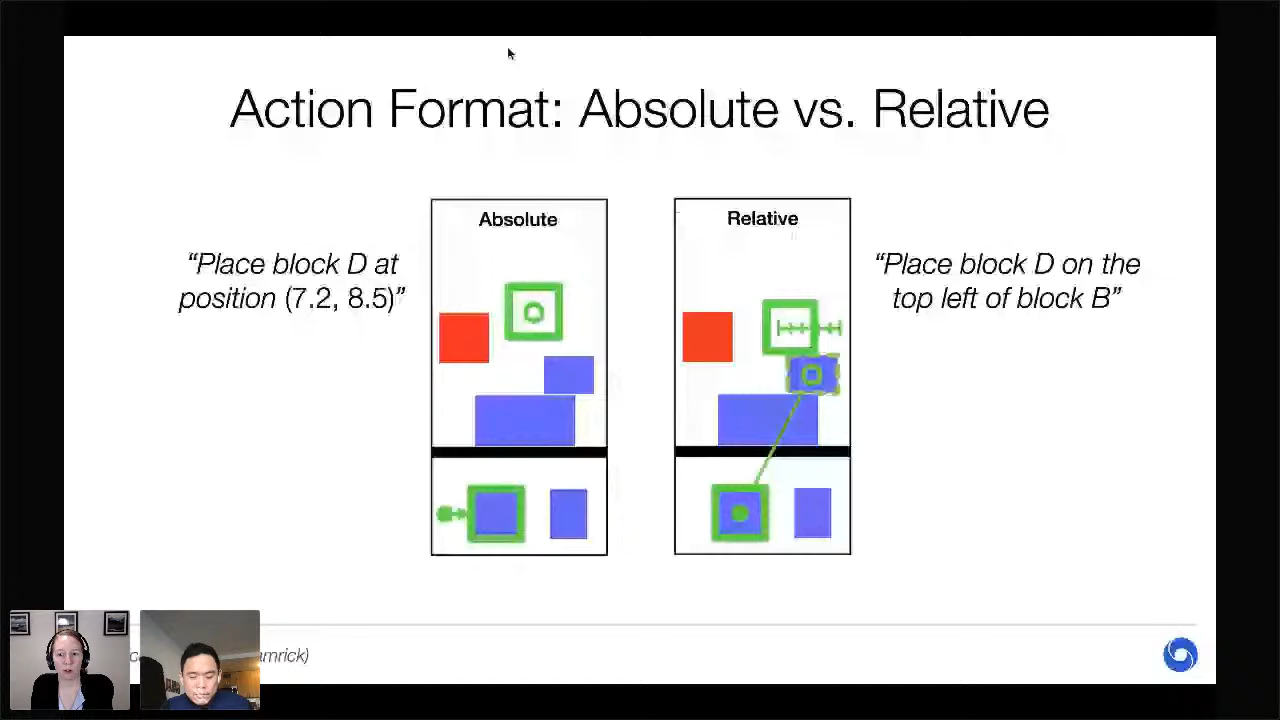 Action Format: Absolute vs. Relative
Absolute
Relative
“Place block D at
position (7.2, 8.5)”
“Place block D on the
top left of block B”